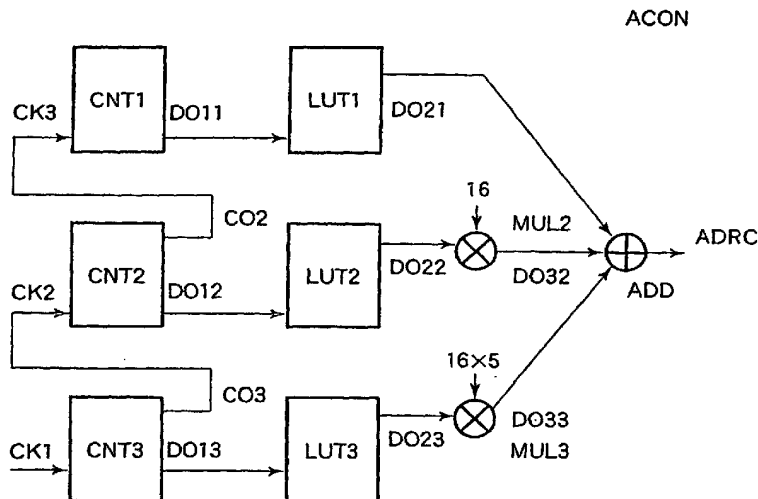 ACON
CK3
CNT1
DO11
LUT1
DO21
CO2
16
MUL2
CK2
CNT2
DO12
LUT2
DO22
DO32
ADRC
ADD
CO3
16×5
CK1
CNT3
DO13
LUT3
DO23
DO33
MUL3